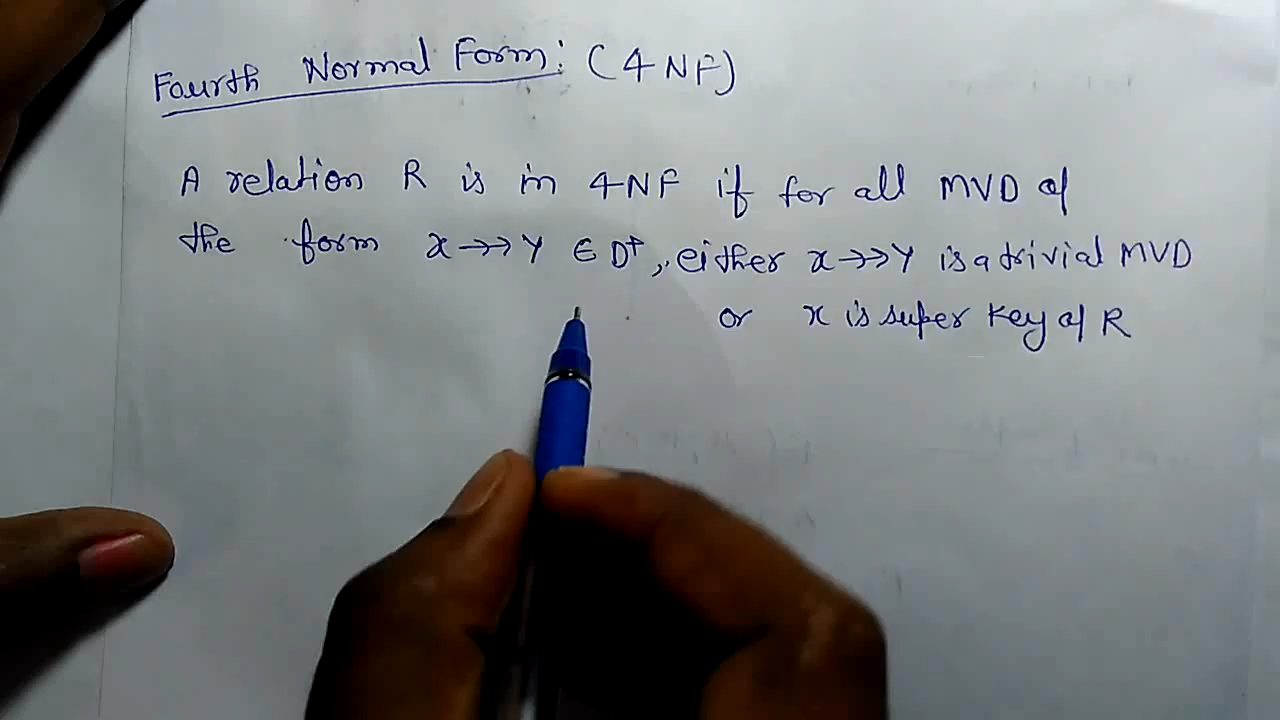 Fourth Normal Form: (4NF)
A relation R is in 4NF if for all MVD of
the form x →→ Y ∈ D⁺, either x →→ Y is a trivial MVD
or x is super key of R